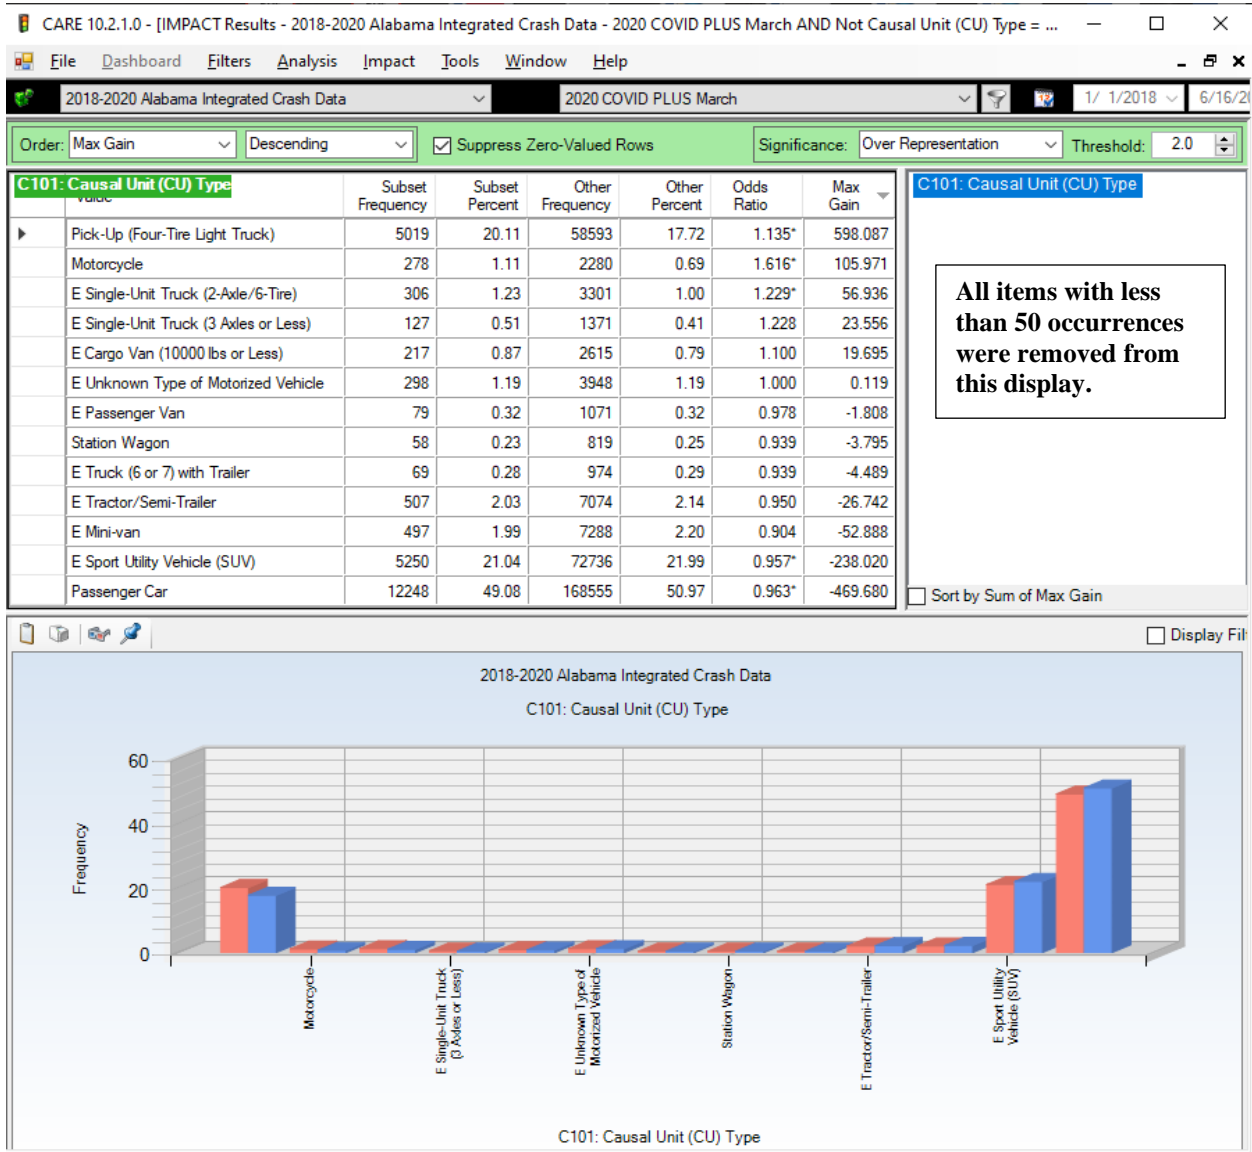 CARE 10.2.1.0 - [IMPACT Results - 2018-2020 Alabama Integrated Crash Data - 2020 COVID PLUS March AND Not Causal Unit (CU) Type = ...
File Dashboard Filters Analysis Impact Tools Window Help
2018-2020 Alabama Integrated Crash Data 2020 COVID PLUS March 1/ 1/2018 6/16/20
Order: Max Gain Descending Suppress Zero-Valued Rows Significance: Over Representation Threshold: 2.0
C101: Causal Unit (CU) Type Subset Frequency Subset Percent Other Frequency Other Percent Odds Ratio Max Gain
Pick-Up (Four-Tire Light Truck) 5019 20.11 58593 17.72 1.135* 598.087
Motorcycle 278 1.11 2280 0.69 1.616* 105.971
E Single-Unit Truck (2-Axle/6-Tire) 306 1.23 3301 1.00 1.229* 56.936
E Single-Unit Truck (3 Axles or Less) 127 0.51 1371 0.41 1.228 23.556
E Cargo Van (10000 lbs or Less) 217 0.87 2615 0.79 1.100 19.695
E Unknown Type of Motorized Vehicle 298 1.19 3948 1.19 1.000 0.119
E Passenger Van 79 0.32 1071 0.32 0.978 -1.808
Station Wagon 58 0.23 819 0.25 0.939 -3.795
E Truck (6 or 7) with Trailer 69 0.28 974 0.29 0.939 -4.489
E Tractor/Semi-Trailer 507 2.03 7074 2.14 0.950 -26.742
E Mini-van 497 1.99 7288 2.20 0.904 -52.888
E Sport Utility Vehicle (SUV) 5250 21.04 72736 21.99 0.957* -238.020
Passenger Car 12248 49.08 168555 50.97 0.963* -469.680
C101: Causal Unit (CU) Type
All items with less
than 50 occurrences
were removed from
this display.
Sort by Sum of Max Gain
Display Filt
2018-2020 Alabama Integrated Crash Data
C101: Causal Unit (CU) Type
60
40
20
0
Frequency
Motorcycle
E Single-Unit Truck
(3 Axles or Less)
E Unknown Type of
Motorized Vehicle
Station Wagon
E Tractor/Semi-Trailer
E Sport Utility
Vehicle (SUV)
C101: Causal Unit (CU) Type